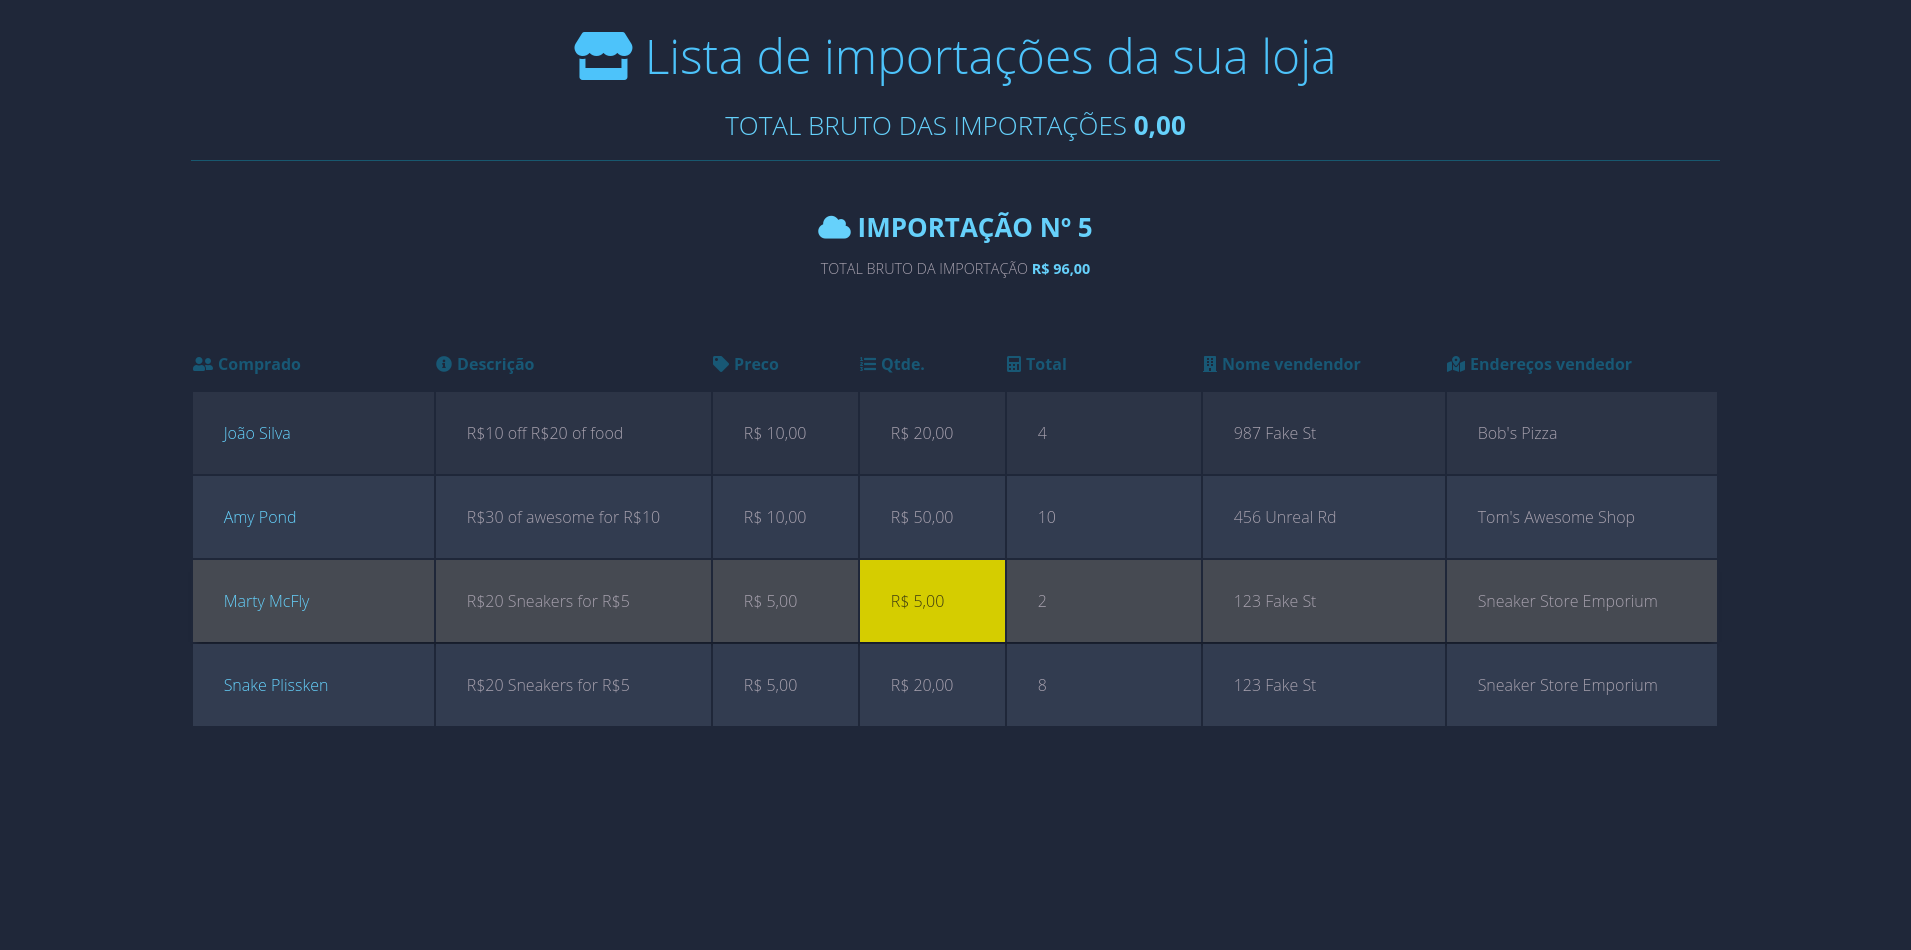 Lista de importações da sua loja
TOTAL BRUTO DAS IMPORTAÇÕES 0,00
IMPORTAÇÃO Nº 5
TOTAL BRUTO DA IMPORTAÇÃO R$ 96,00
Comprado Descrição Preco Qtde. Total Nome vendendor Endereços vendedor
João Silva R$10 off R$20 of food R$ 10,00 R$ 20,00 4 987 Fake St Bob's Pizza
Amy Pond R$30 of awesome for R$10 R$ 10,00 R$ 50,00 10 456 Unreal Rd Tom's Awesome Shop
Marty McFly R$20 Sneakers for R$5 R$ 5,00 R$ 5,00 2 123 Fake St Sneaker Store Emporium
Snake Plissken R$20 Sneakers for R$5 R$ 5,00 R$ 20,00 8 123 Fake St Sneaker Store Emporium